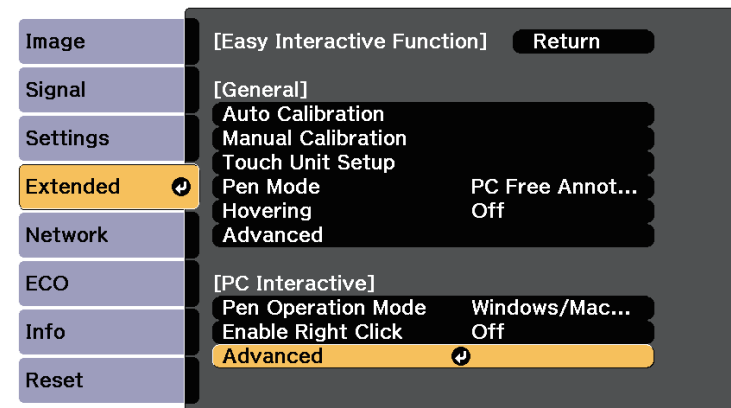 Image
Signal
Settings
Extended
Network
ECO
Info
Reset
[Easy Interactive Function] Return
[General]
Auto Calibration
Manual Calibration
Touch Unit Setup
Pen Mode PC Free Annot...
Hovering Off
Advanced
[PC Interactive]
Pen Operation Mode Windows/Mac...
Enable Right Click Off
Advanced